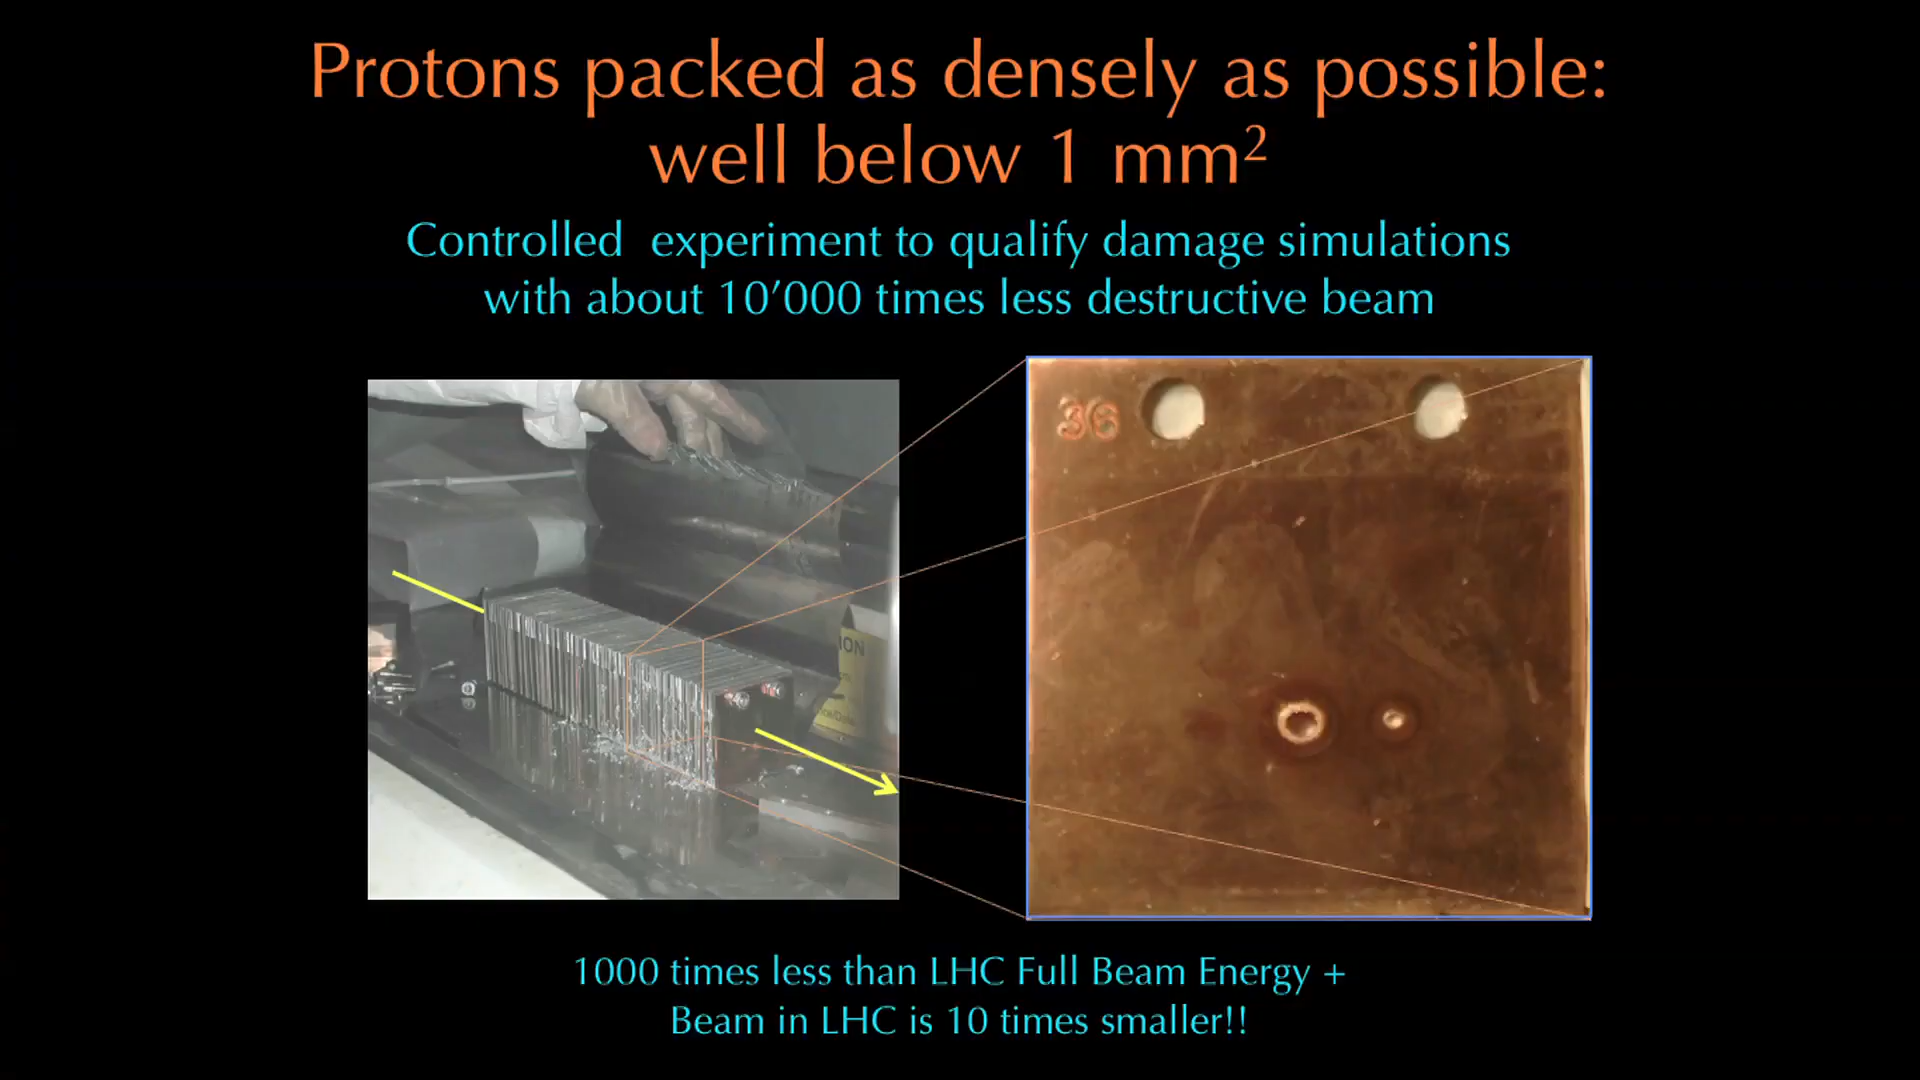 Protons packed as densely as possible:
well below 1 mm²
Controlled  experiment to qualify damage simulations
with about 10’000 times less destructive beam
36
ION
1000 times less than LHC Full Beam Energy +
Beam in LHC is 10 times smaller!!